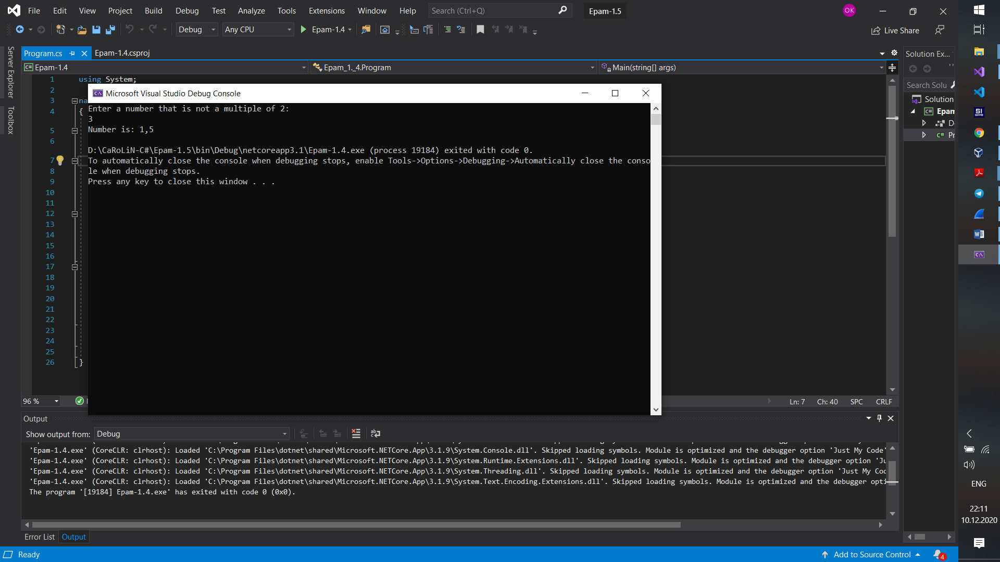 File Edit View Project Build Debug Test Analyze Tools Extensions Window Help Search (Ctrl+Q) Epam-1.5 OK
Debug Any CPU Epam-1.4 Live Share
Server Explorer
Toolbox
Program.cs Epam-1.4.csproj
C# Epam-1.4 Epam_1._4.Program Main(string[] args)
1 using System;
2
3 na
4 {
5
6
7
8
9
10
11
12
13
14
15
16
17
18
19
20
21
22
23
24
25
26 }
C:\ Microsoft Visual Studio Debug Console
Enter a number that is not a multiple of 2:
3
Number is: 1,5
D:\CaRoLiN-C#\Epam-1.5\bin\Debug\netcoreapp3.1\Epam-1.4.exe (process 19184) exited with code 0.
To automatically close the console when debugging stops, enable Tools->Options->Debugging->Automatically close the conso
le when debugging stops.
Press any key to close this window . . .
96 % Ln: 7 Ch: 40 SPC CRLF
Solution Ex...
Search Solu
Solution
C# Epam
D
C# Pr
Output
Show output from: Debug
'Epam-1.4.exe' (CoreCLR: clrhost): Loaded 'C:\Program Files\dotnet\shared\Microsoft.NETCore.App\3.1.9\System.Console.dll'. Skipped loading symbols. Module is optimized and the debugger option 'Just My Code'
'Epam-1.4.exe' (CoreCLR: clrhost): Loaded 'C:\Program Files\dotnet\shared\Microsoft.NETCore.App\3.1.9\System.Runtime.Extensions.dll'. Skipped loading symbols. Module is optimized and the debugger option 'Ju
'Epam-1.4.exe' (CoreCLR: clrhost): Loaded 'C:\Program Files\dotnet\shared\Microsoft.NETCore.App\3.1.9\System.Threading.dll'. Skipped loading symbols. Module is optimized and the debugger option 'Just My Cod
'Epam-1.4.exe' (CoreCLR: clrhost): Loaded 'C:\Program Files\dotnet\shared\Microsoft.NETCore.App\3.1.9\System.Text.Encoding.Extensions.dll'. Skipped loading symbols. Module is optimized and the debugger opti
The program '[19184] Epam-1.4.exe' has exited with code 0 (0x0).
Error List Output
Ready Add to Source Control 4
SI
GAME
W
C:\
ENG
22:11
10.12.2020